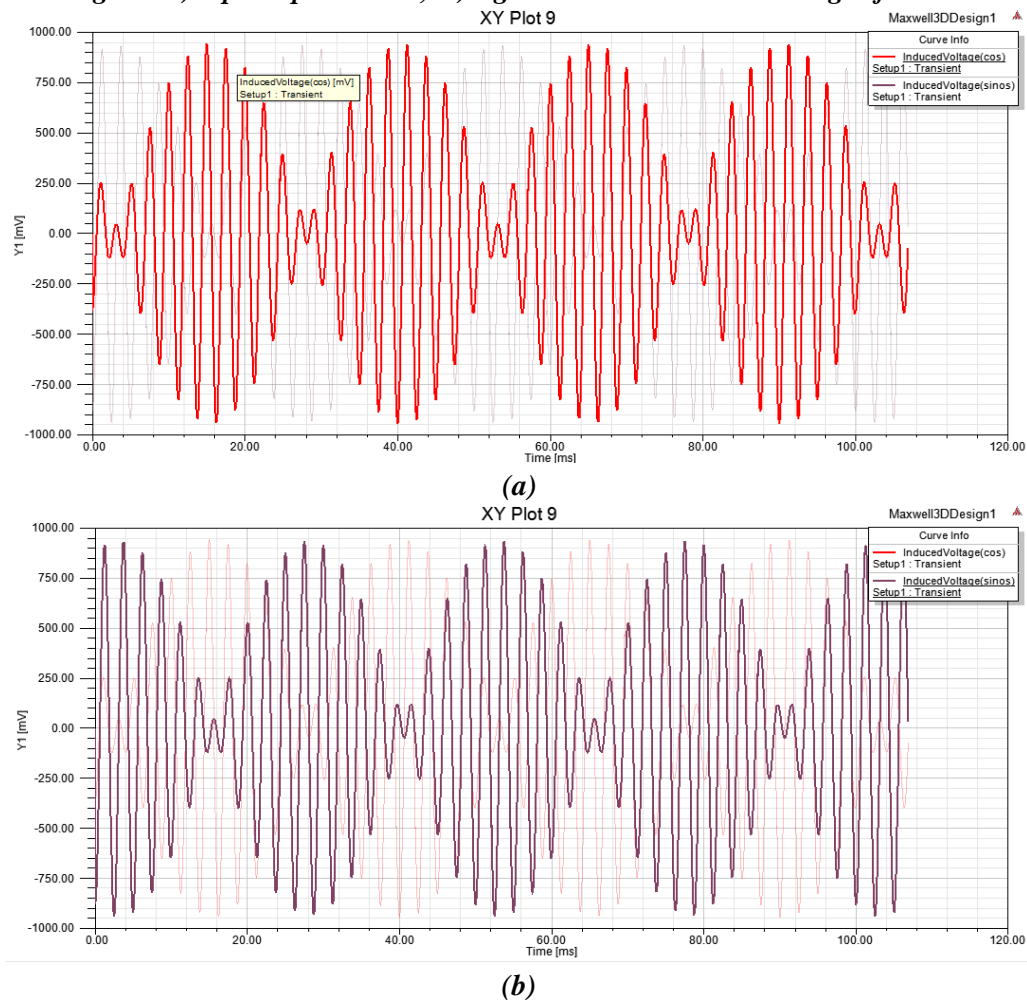 XY Plot 9
Maxwell3DDesign1
Curve Info
InducedVoltage(cos)
Setup1 : Transient
InducedVoltage(sinos)
Setup1 : Transient
InducedVoltage(cos) [mV]
Setup1 : Transient
1000.00
750.00
500.00
250.00
0.00
-250.00
-500.00
-750.00
-1000.00
Y1 [mV]
0.00 20.00 40.00 60.00 80.00 100.00 120.00
Time [ms]
(a)
XY Plot 9
Maxwell3DDesign1
Curve Info
InducedVoltage(cos)
Setup1 : Transient
InducedVoltage(sinos)
Setup1 : Transient
1000.00
750.00
500.00
250.00
0.00
-250.00
-500.00
-750.00
-1000.00
Y1 [mV]
0.00 20.00 40.00 60.00 80.00 100.00 120.00
Time [ms]
(b)